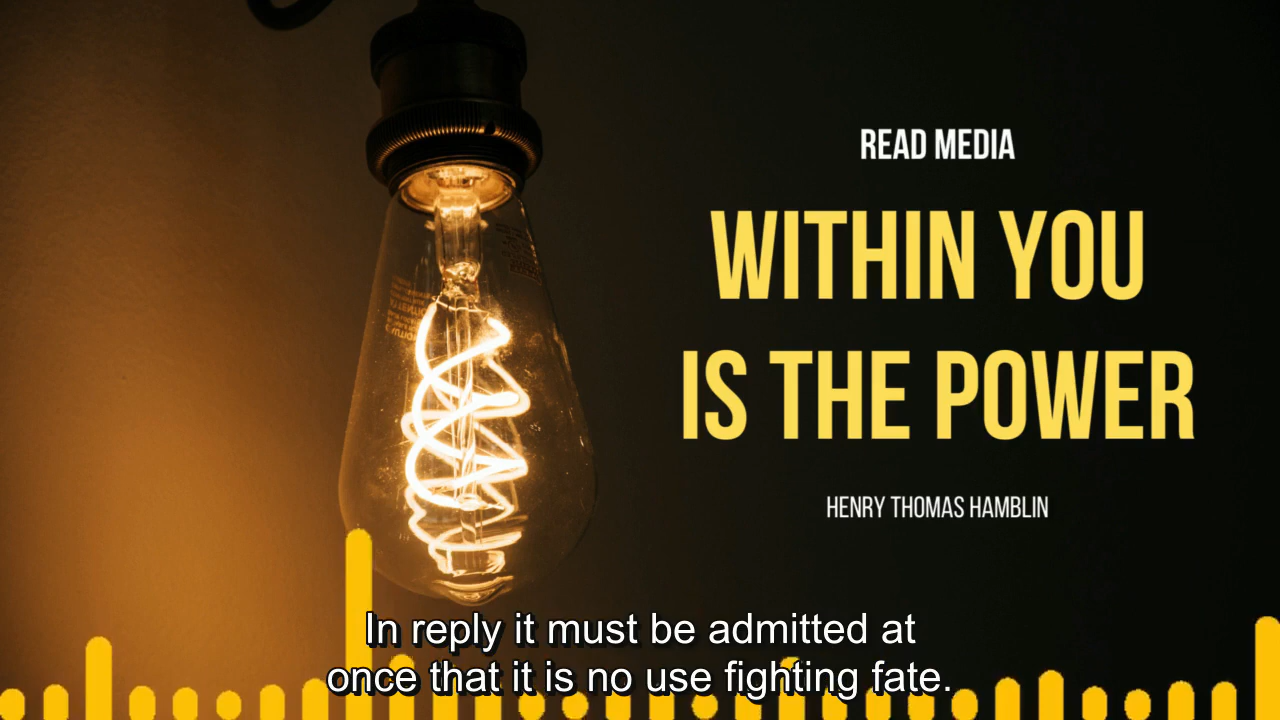 READ MEDIA
WITHIN YOU
IS THE POWER
HENRY THOMAS HAMBLIN
In reply it must be admitted at
once that it is no use fighting fate.